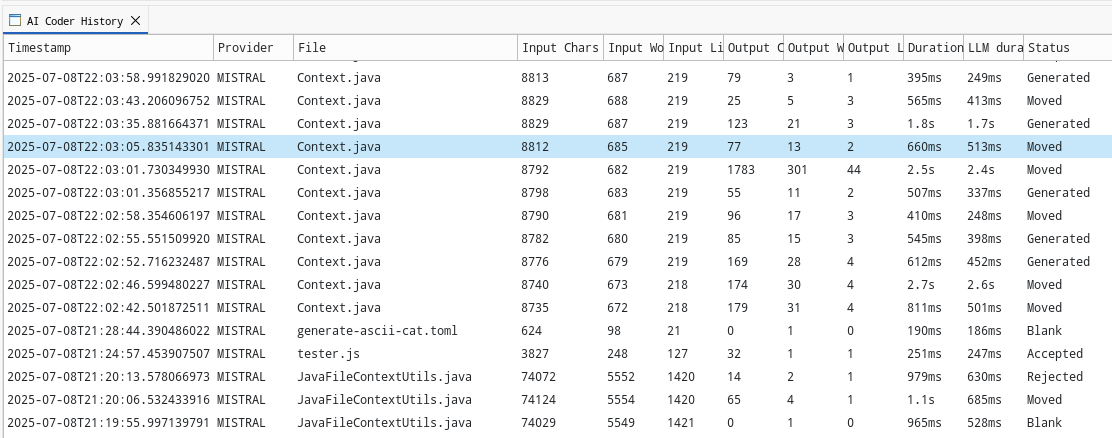 AI Coder History
Timestamp Provider File Input Chars Input Wo Input Li Output C Output W Output L Duration LLM dura Status
2025-07-08T22:03:58.991829020 MISTRAL Context.java 8813 687 219 79 3 1 395ms 249ms Generated
2025-07-08T22:03:43.206096752 MISTRAL Context.java 8829 688 219 25 5 3 565ms 413ms Moved
2025-07-08T22:03:35.881664371 MISTRAL Context.java 8829 687 219 123 21 3 1.8s 1.7s Generated
2025-07-08T22:03:05.835143301 MISTRAL Context.java 8812 685 219 77 13 2 660ms 513ms Moved
2025-07-08T22:03:01.730349930 MISTRAL Context.java 8792 682 219 1783 301 44 2.5s 2.4s Moved
2025-07-08T22:03:01.356855217 MISTRAL Context.java 8798 683 219 55 11 2 507ms 337ms Generated
2025-07-08T22:02:58.354606197 MISTRAL Context.java 8790 681 219 96 17 3 410ms 248ms Moved
2025-07-08T22:02:55.551509920 MISTRAL Context.java 8782 680 219 85 15 3 545ms 398ms Generated
2025-07-08T22:02:52.716232487 MISTRAL Context.java 8776 679 219 169 28 4 612ms 452ms Generated
2025-07-08T22:02:46.599480227 MISTRAL Context.java 8740 673 218 174 30 4 2.7s 2.6s Moved
2025-07-08T22:02:42.501872511 MISTRAL Context.java 8735 672 218 179 31 4 811ms 501ms Moved
2025-07-08T21:28:44.390486022 MISTRAL generate-ascii-cat.toml 624 98 21 0 1 0 190ms 186ms Blank
2025-07-08T21:24:57.453907507 MISTRAL tester.js 3827 248 127 32 1 1 251ms 247ms Accepted
2025-07-08T21:20:13.578066973 MISTRAL JavaFileContextUtils.java 74072 5552 1420 14 2 1 979ms 630ms Rejected
2025-07-08T21:20:06.532433916 MISTRAL JavaFileContextUtils.java 74124 5554 1420 65 4 1 1.1s 685ms Moved
2025-07-08T21:19:55.997139791 MISTRAL JavaFileContextUtils.java 74029 5549 1421 0 1 0 965ms 528ms Blank